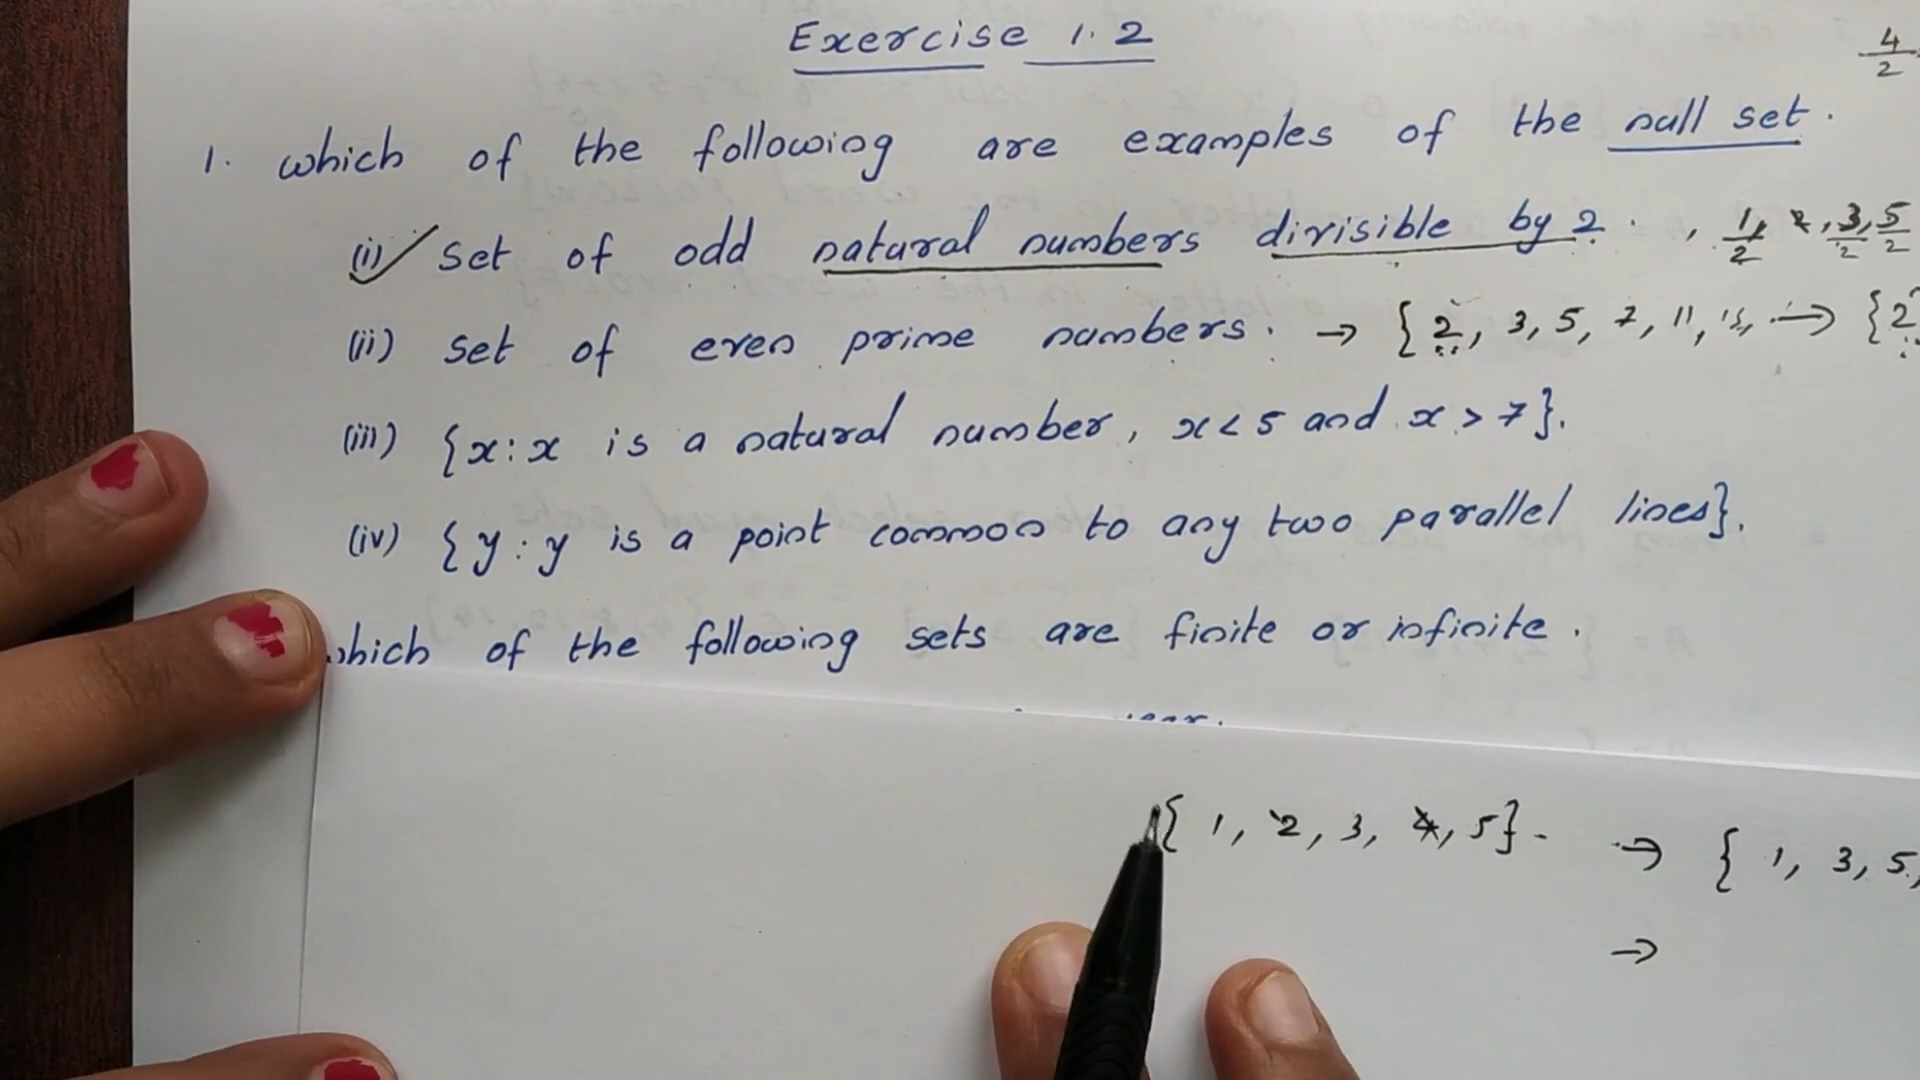 Exercise 1.2
4/2
1. which of the following are examples of the null set.
(i) set of odd natural numbers divisible by 2. , 1/2, 3/2, 5/2
(ii) set of even prime numbers. → { 2, 3, 5, 7, 11, 13, → {2
(iii) {x : x is a natural number, x < 5 and x > 7}.
(iv) {y : y is a point common to any two parallel lines}.
which of the following sets are finite or infinite.
{ 1, 2, 3, 4, 5}. → { 1, 3, 5,
→